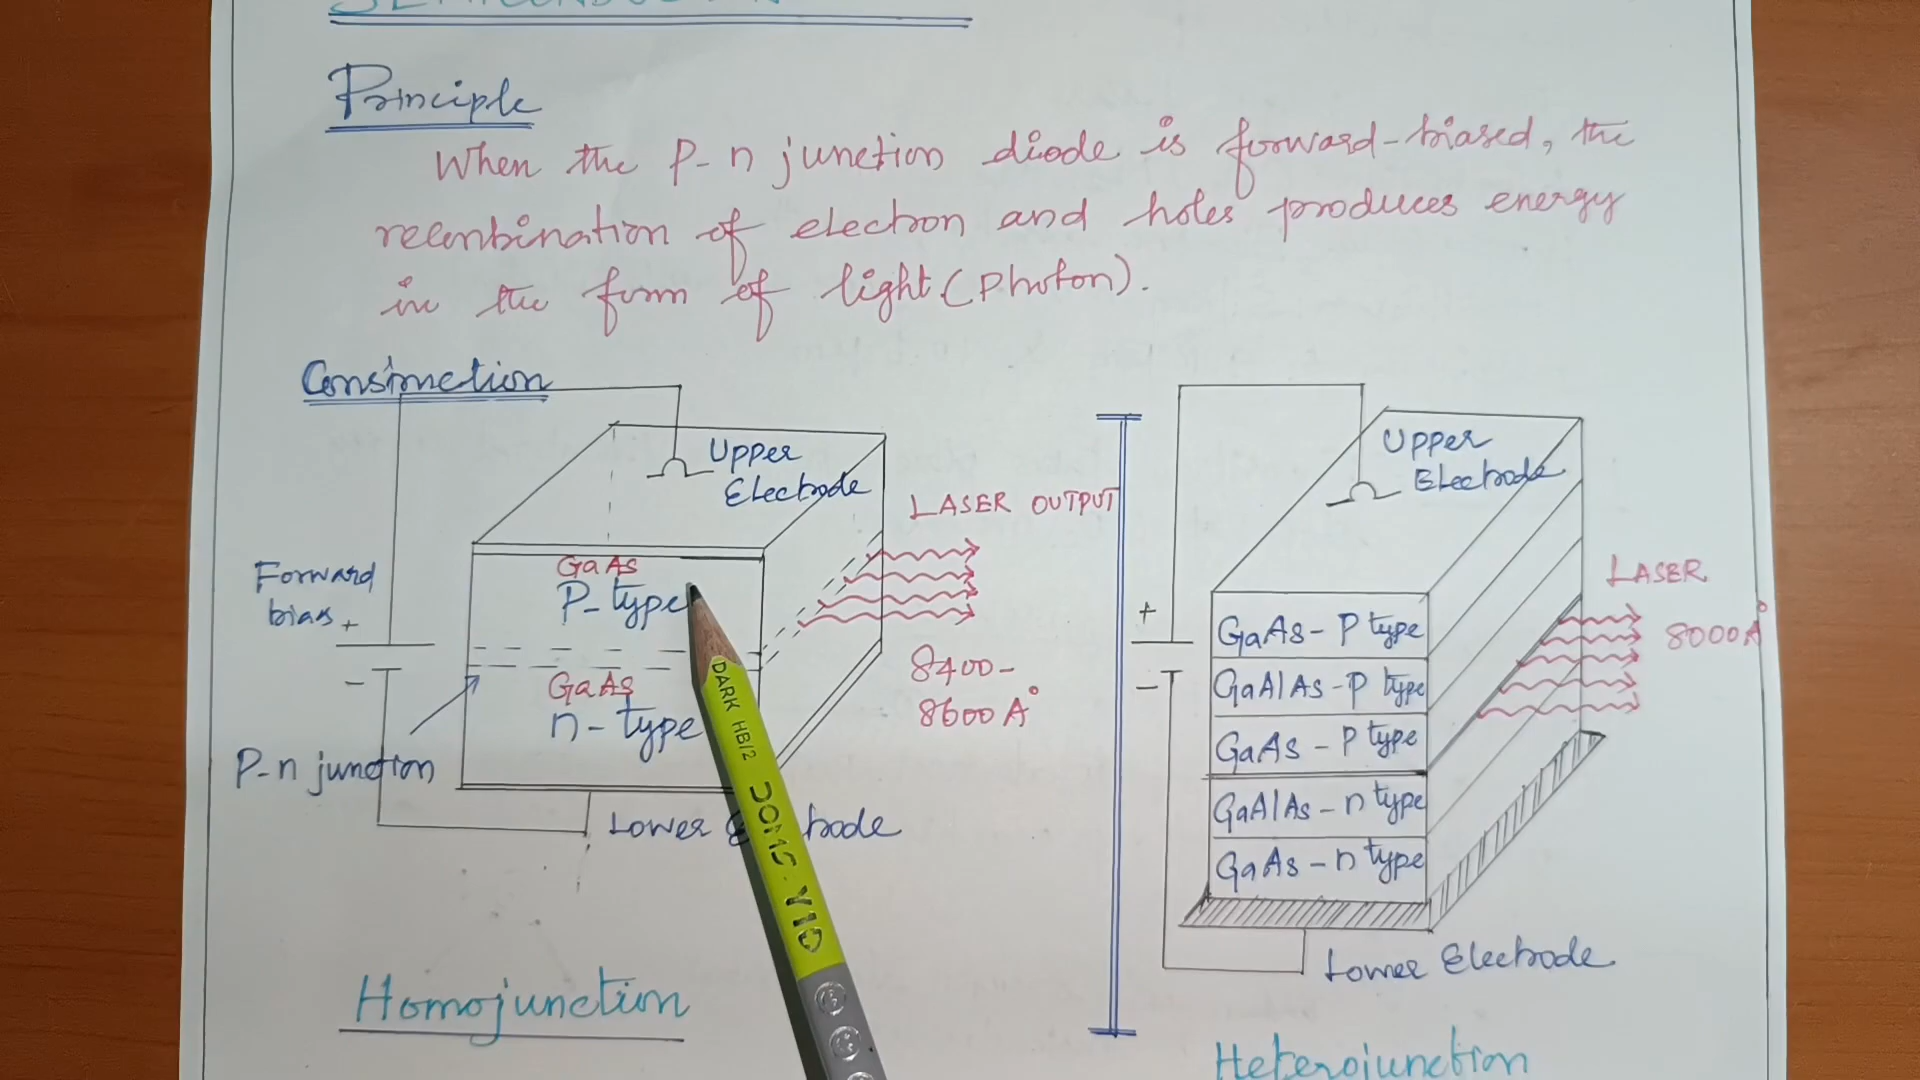 Principle
When the P-n junction diode is forward-biased, the
recombination of electron and holes produces energy
in the form of light (Photon).
Construction
Upper
Electrode
LASER OUTPUT
GaAs
P-type
Forward
bias
+
-
GaAs
n-type
P-n junction
8400-
8600 A°
Lower
Homojunction
Upper
Electrode
LASER
8000A°
+
-
GaAs-P type
GaAlAs-P type
GaAs-P type
GaAlAs-n type
GaAs-n type
Lower Electrode
Heterojunction
DARK HB/2 DOMS Y1D